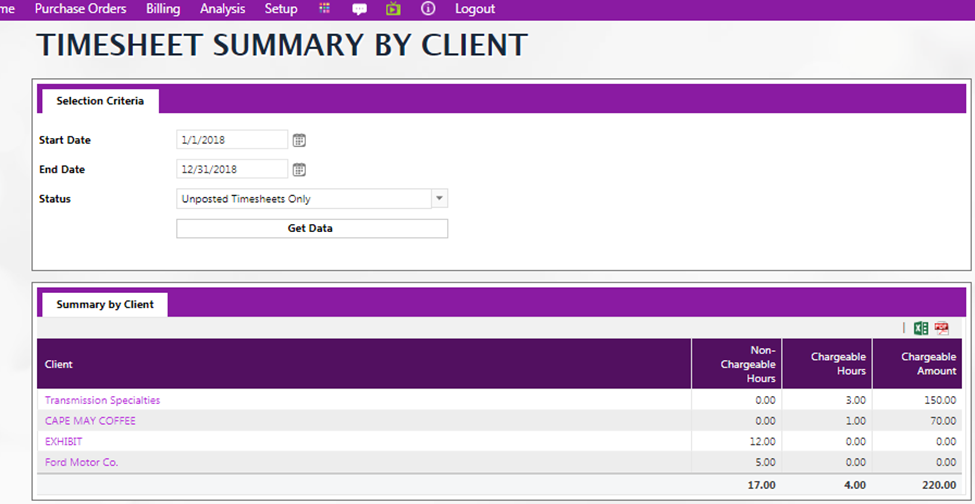 me Purchase Orders Billing Analysis Setup Logout
TIMESHEET SUMMARY BY CLIENT
Selection Criteria
Start Date 1/1/2018
End Date 12/31/2018
Status Unposted Timesheets Only
Get Data
Summary by Client
Client Non-Chargeable Hours Chargeable Hours Chargeable Amount
Transmission Specialties 0.00 3.00 150.00
CAPE MAY COFFEE 0.00 1.00 70.00
EXHIBIT 12.00 0.00 0.00
Ford Motor Co. 5.00 0.00 0.00
17.00 4.00 220.00